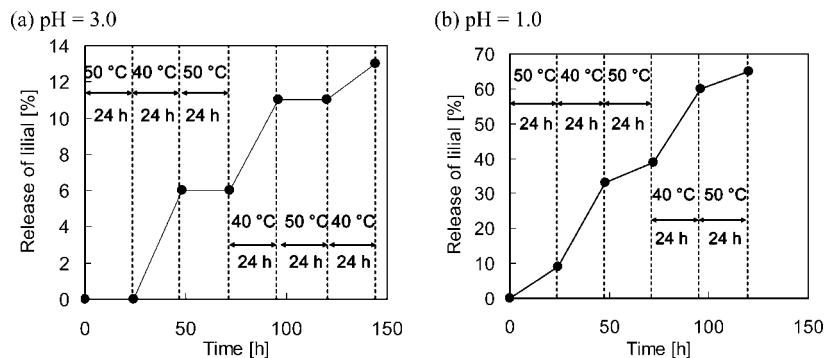 (a) pH = 3.0
Release of lilial [%]
14
12
10
8
6
4
2
0
50 °C 40 °C 50 °C
24 h 24 h 24 h
40 °C 50 °C 40 °C
24 h 24 h 24 h
0 50 100 150
Time [h]
(b) pH = 1.0
Release of lilial [%]
70
60
50
40
30
20
10
0
50 °C 40 °C 50 °C
24 h 24 h 24 h
40 °C 50 °C
24 h 24 h
0 50 100 150
Time [h]